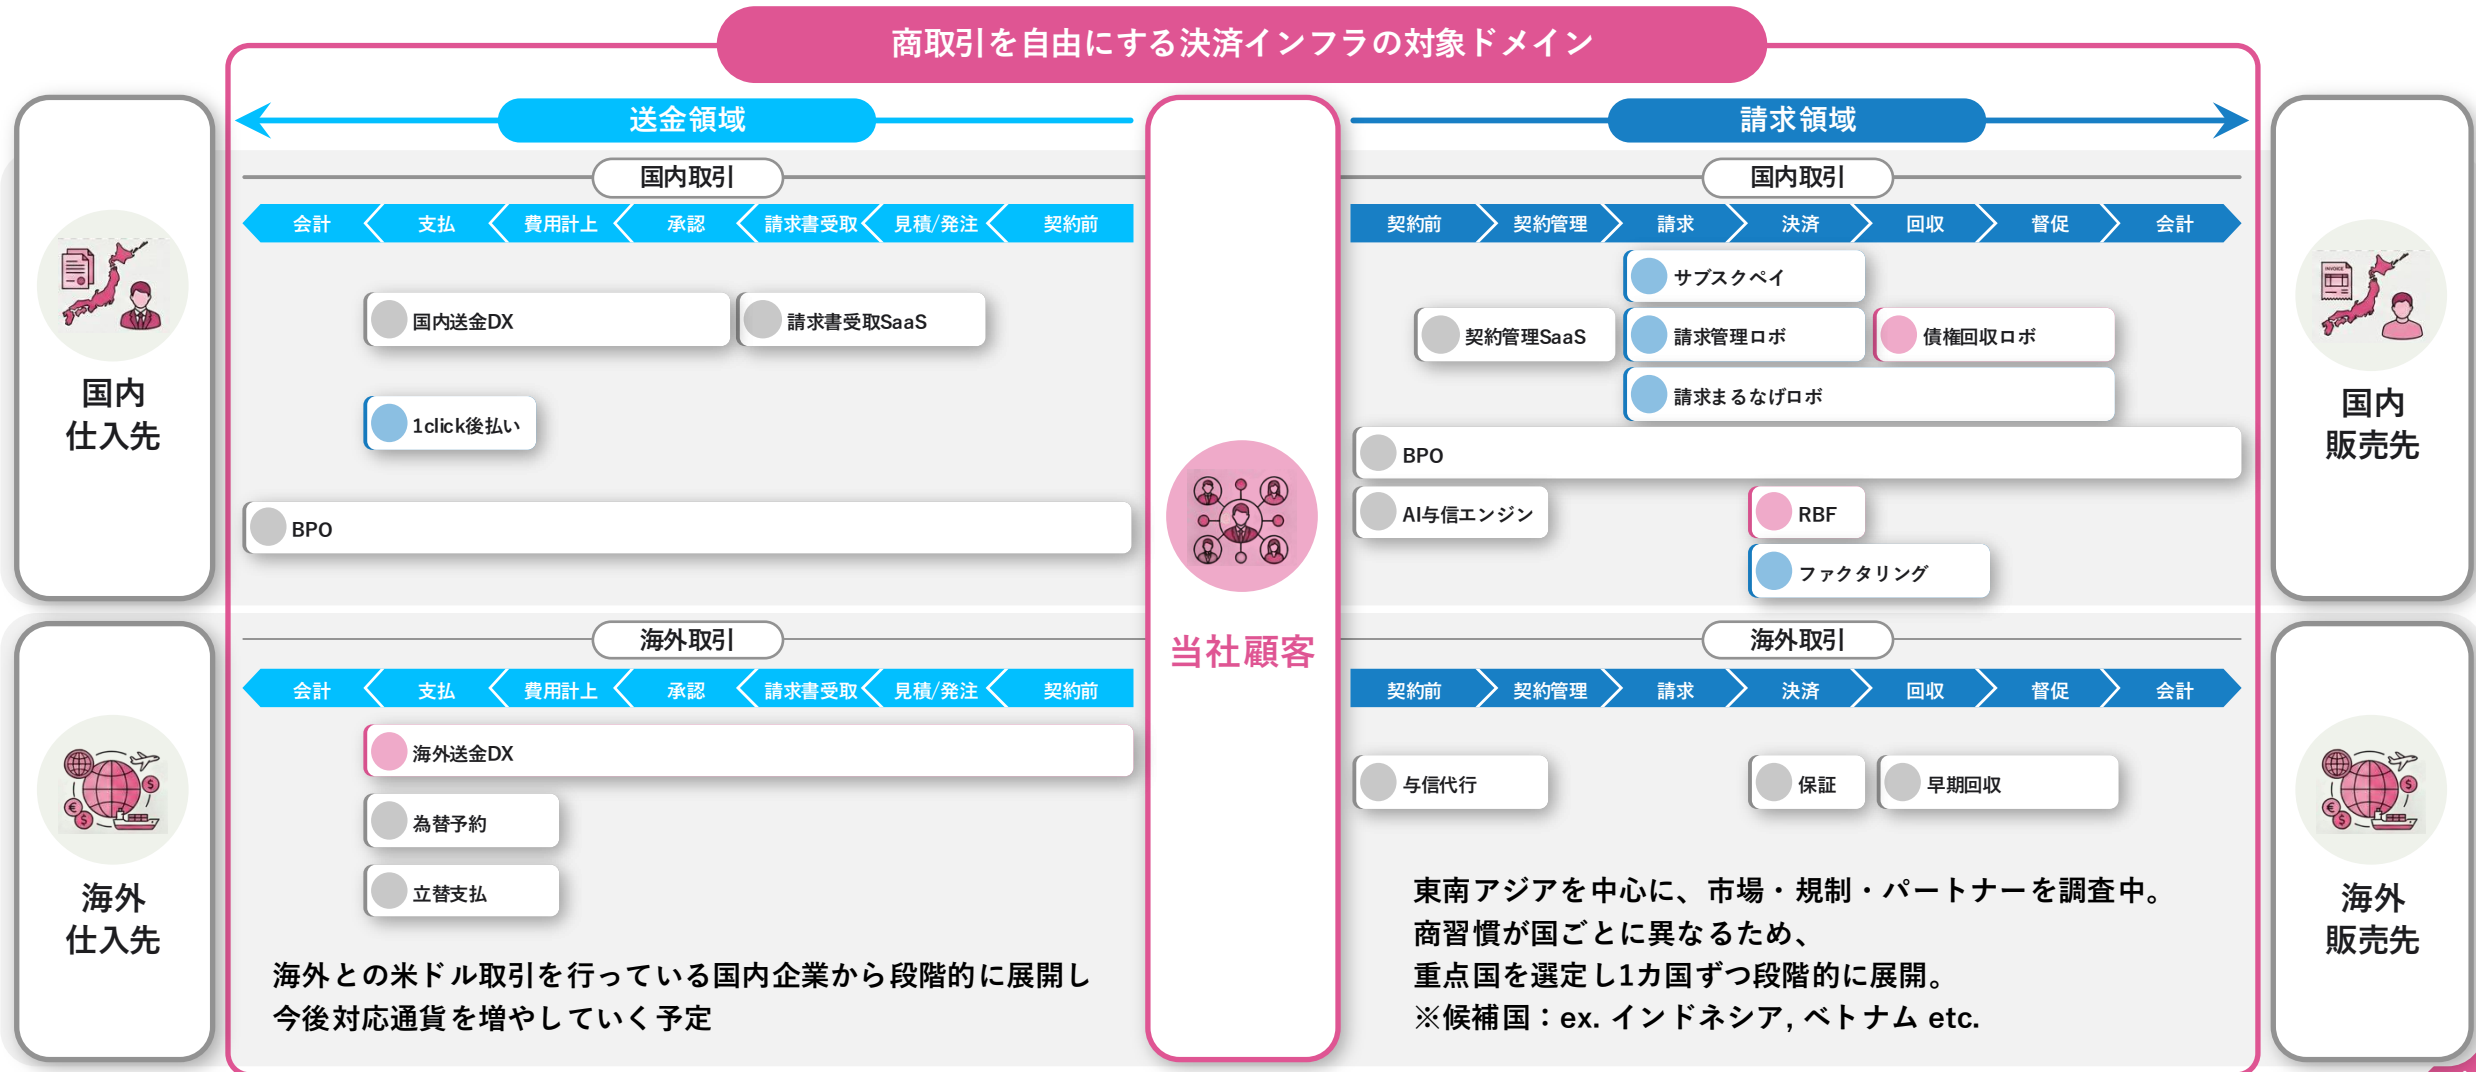 商取引を自由にする決済インフラの対象ドメイン
送金領域
請求領域
国内取引
国内取引
会計 支払 費用計上 承認 請求書受取 見積/発注 契約前
契約前 契約管理 請求 決済 回収 督促 会計
国内
仕入先
国内送金DX
請求書受取SaaS
1click後払い
BPO
当社顧客
サブスクペイ
契約管理SaaS
請求管理ロボ
債権回収ロボ
請求まるなげロボ
BPO
AI与信エンジン
RBF
ファクタリング
INVOICE
国内
販売先
海外取引
海外取引
会計 支払 費用計上 承認 請求書受取 見積/発注 契約前
契約前 契約管理 請求 決済 回収 督促 会計
海外
仕入先
海外送金DX
為替予約
立替支払
海外との米ドル取引を行っている国内企業から段階的に展開し
今後対応通貨を増やしていく予定
与信代行
保証
早期回収
東南アジアを中心に、市場・規制・パートナーを調査中。
商習慣が国ごとに異なるため、
重点国を選定し1カ国ずつ段階的に展開。
※候補国：ex. インドネシア, ベトナム etc.
海外
販売先